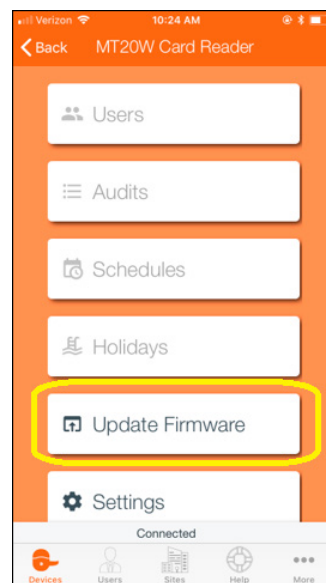 Verizon 10:24 AM
Back MT20W Card Reader
Users
Audits
Schedules
Holidays
Update Firmware
Settings
Connected
Devices Users Sites Help More